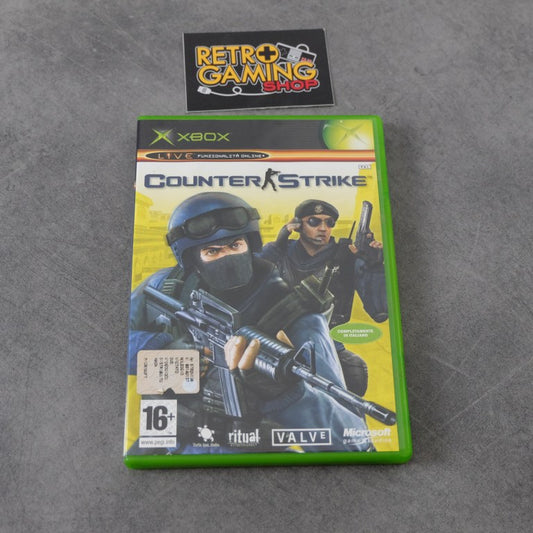 RETRO
GAMING
SHOP
XBOX
LIVE FUNZIONALITÀ ONLINE
COUNTER STRIKE
COMPLETAMENTE
IN ITALIANO
16+
www.pegi.info
ritual
VALVE
Microsoft
game studios